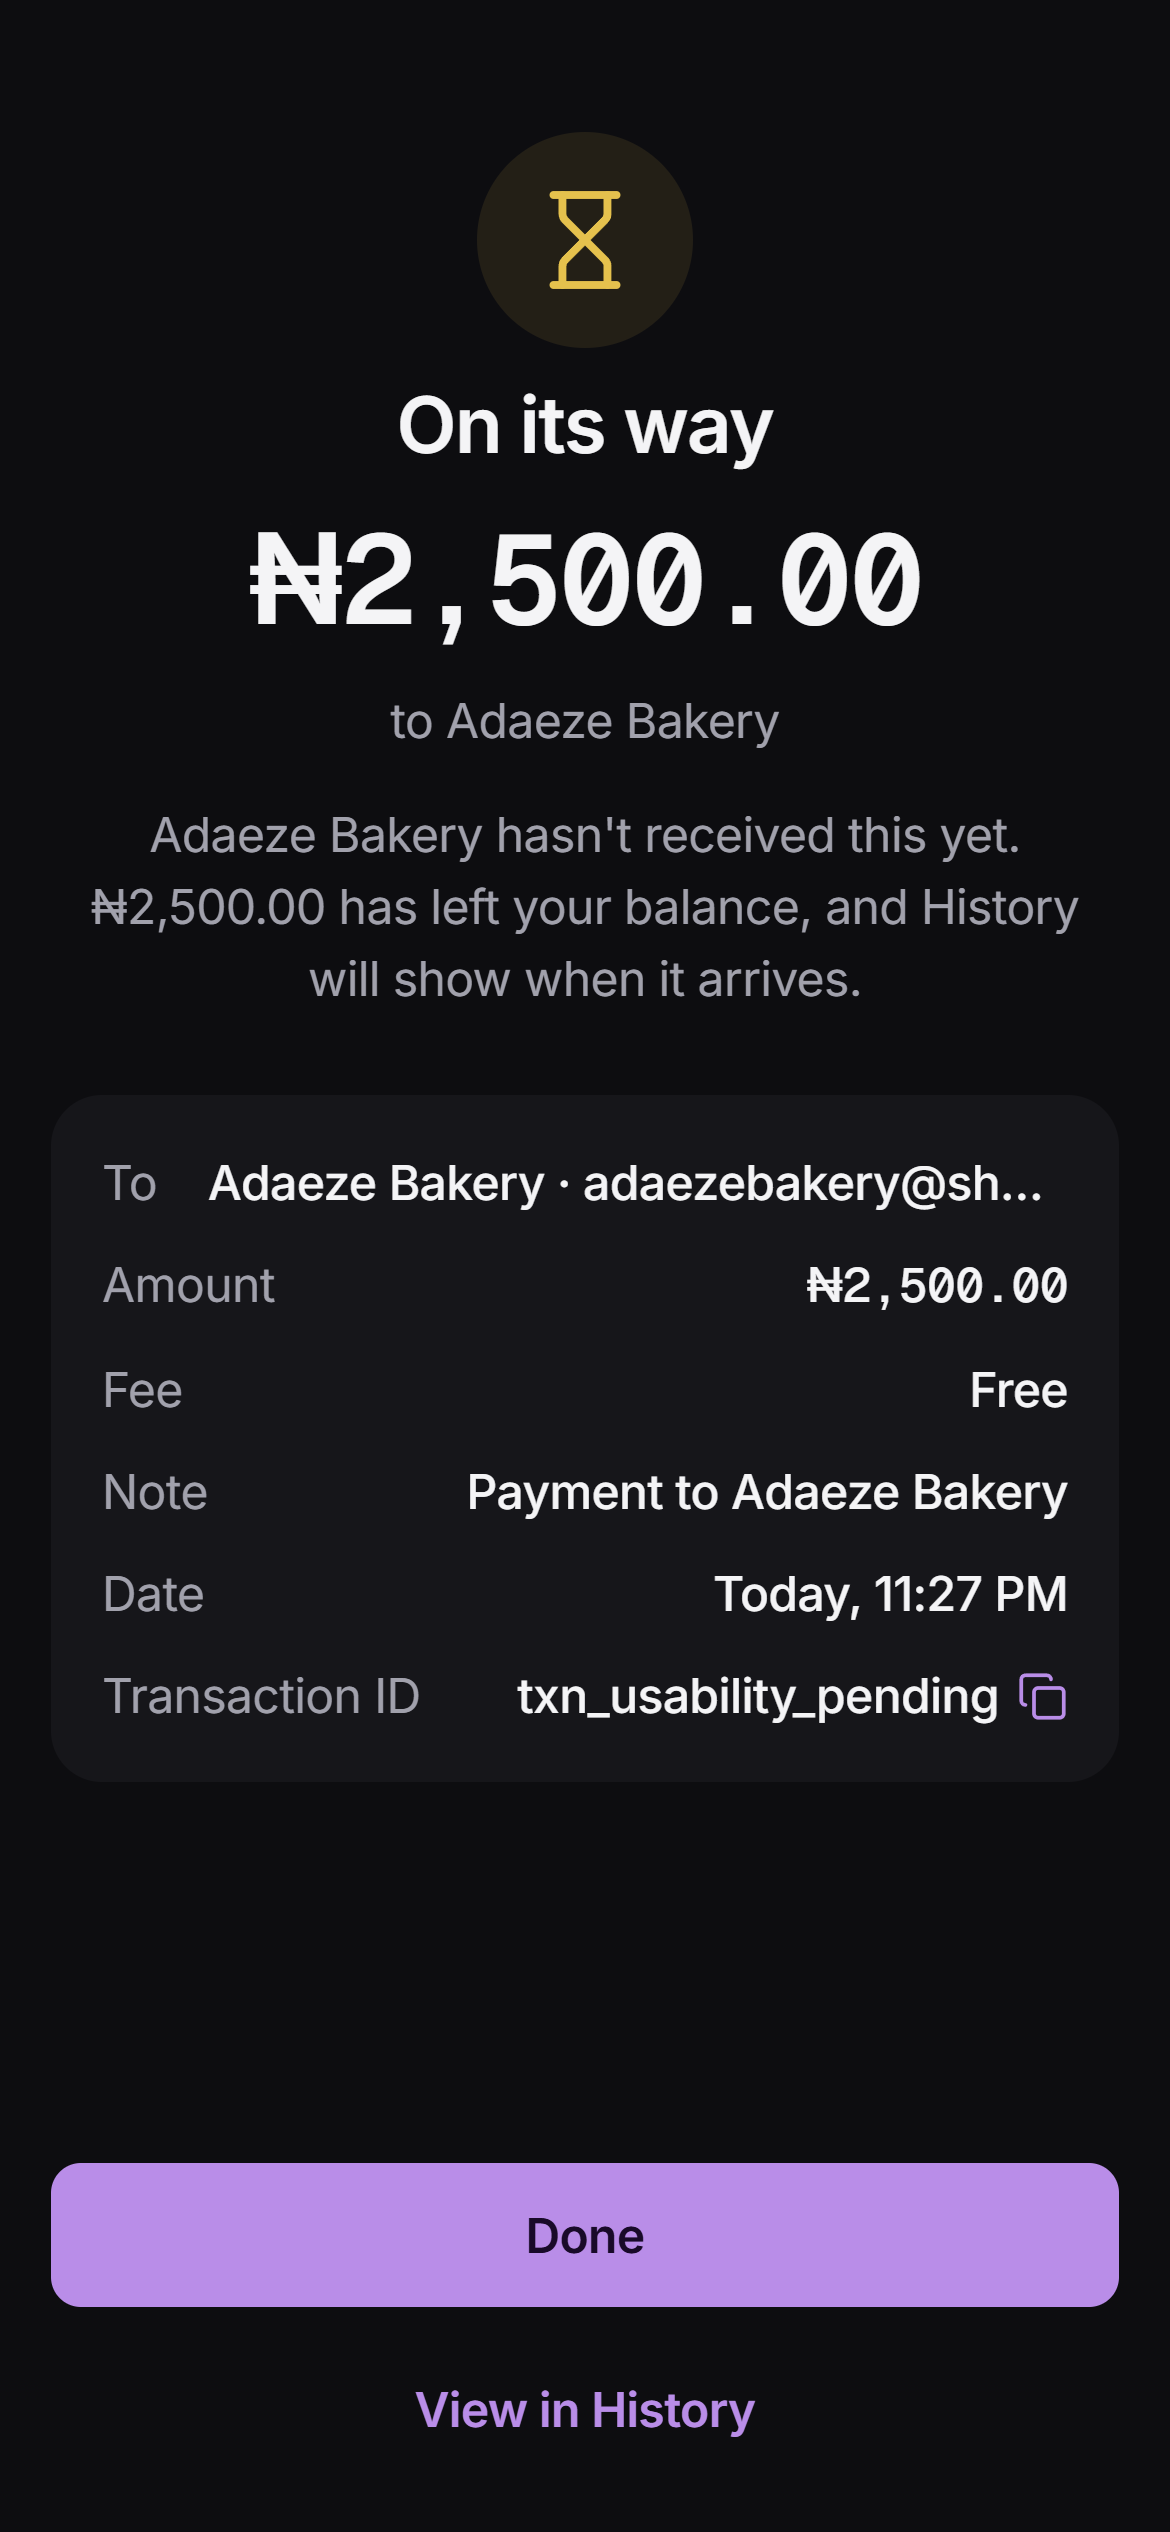 On its way
₦2,500.00
to Adaeze Bakery
Adaeze Bakery hasn't received this yet.
₦2,500.00 has left your balance, and History
will show when it arrives.
To Adaeze Bakery · adaezebakery@sh...
Amount ₦2,500.00
Fee Free
Note Payment to Adaeze Bakery
Date Today, 11:27 PM
Transaction ID txn_usability_pending
Done
View in History